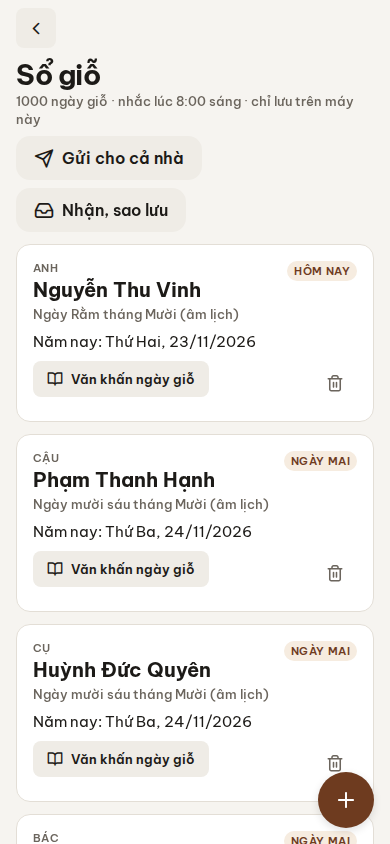 Sổ giỗ
1000 ngày giỗ · nhắc lúc 8:00 sáng · chỉ lưu trên máy
này
Gửi cho cả nhà
Nhận, sao lưu
ANH
HÔM NAY
Nguyễn Thu Vinh
Ngày Rằm tháng Mười (âm lịch)
Năm nay: Thứ Hai, 23/11/2026
Văn khấn ngày giỗ
CẬU
NGÀY MAI
Phạm Thanh Hạnh
Ngày mười sáu tháng Mười (âm lịch)
Năm nay: Thứ Ba, 24/11/2026
Văn khấn ngày giỗ
CỤ
NGÀY MAI
Huỳnh Đức Quyên
Ngày mười sáu tháng Mười (âm lịch)
Năm nay: Thứ Ba, 24/11/2026
Văn khấn ngày giỗ
BÁC
NGÀY MAI